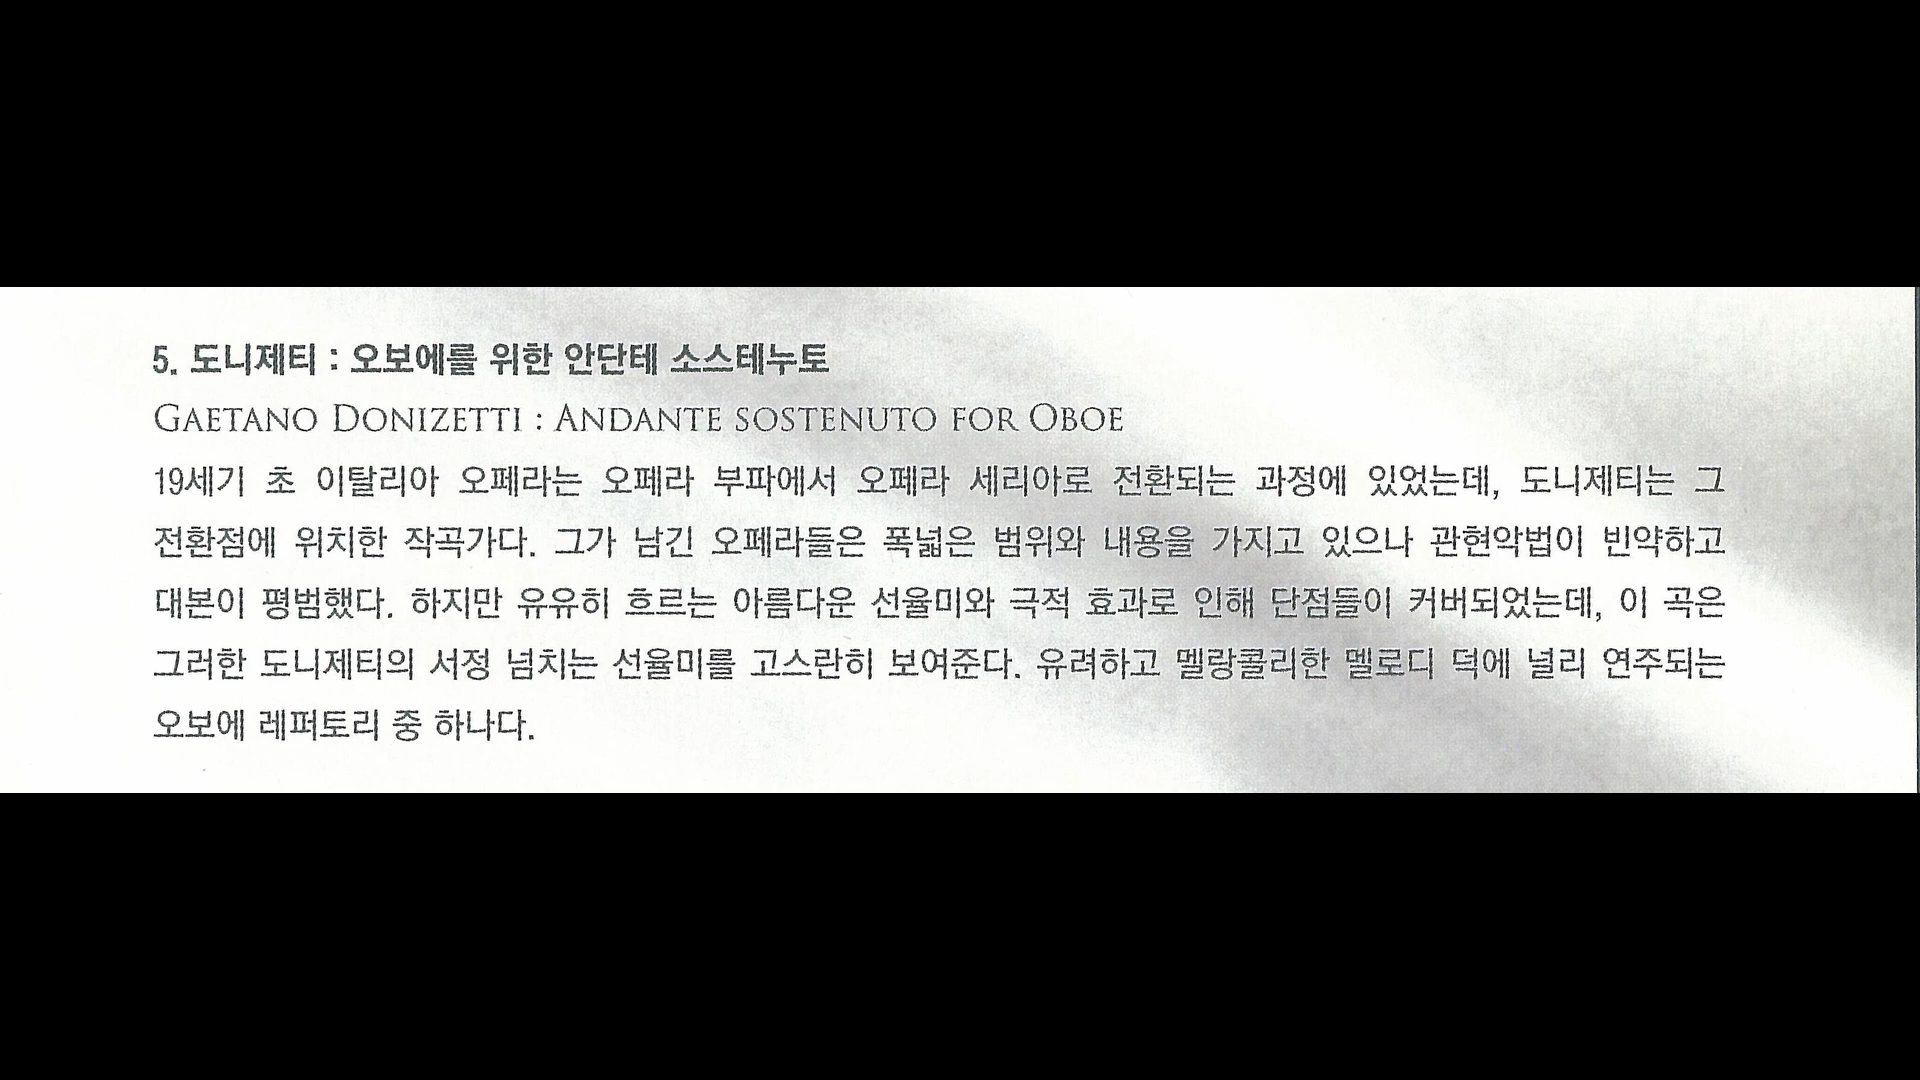 5. 도니제티 : 오보에를 위한 안단테 소스테누토
GAETANO DONIZETTI : ANDANTE SOSTENUTO FOR OBOE
19세기 초 이탈리아 오페라는 오페라 부파에서 오페라 세리아로 전환되는 과정에 있었는데, 도니제티는 그
전환점에 위치한 작곡가다. 그가 남긴 오페라들은 폭넓은 범위와 내용을 가지고 있으나 관현악법이 빈약하고
대본이 평범했다. 하지만 유유히 흐르는 아름다운 선율미와 극적 효과로 인해 단점들이 커버되었는데, 이 곡은
그러한 도니제티의 서정 넘치는 선율미를 고스란히 보여준다. 유려하고 멜랑콜리한 멜로디 덕에 널리 연주되는
오보에 레퍼토리 중 하나다.